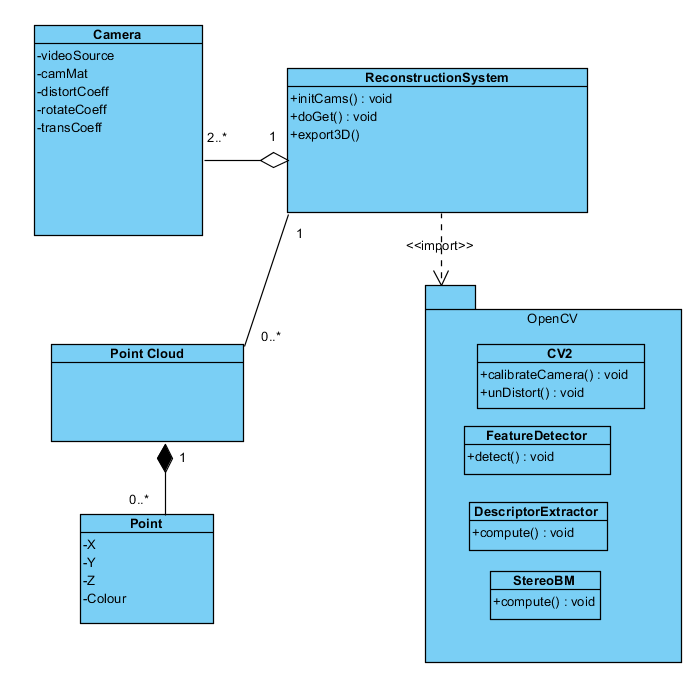 Camera
-videoSource
-camMat
-distortCoeff
-rotateCoeff
-transCoeff
2..*
1
ReconstructionSystem
+initCams() : void
+doGet() : void
+export3D()
1
0..*
<<import>>
Point Cloud
1
0..*
Point
-X
-Y
-Z
-Colour
OpenCV
CV2
+calibrateCamera() : void
+unDistort() : void
FeatureDetector
+detect() : void
DescriptorExtractor
+compute() : void
StereoBM
+compute() : void